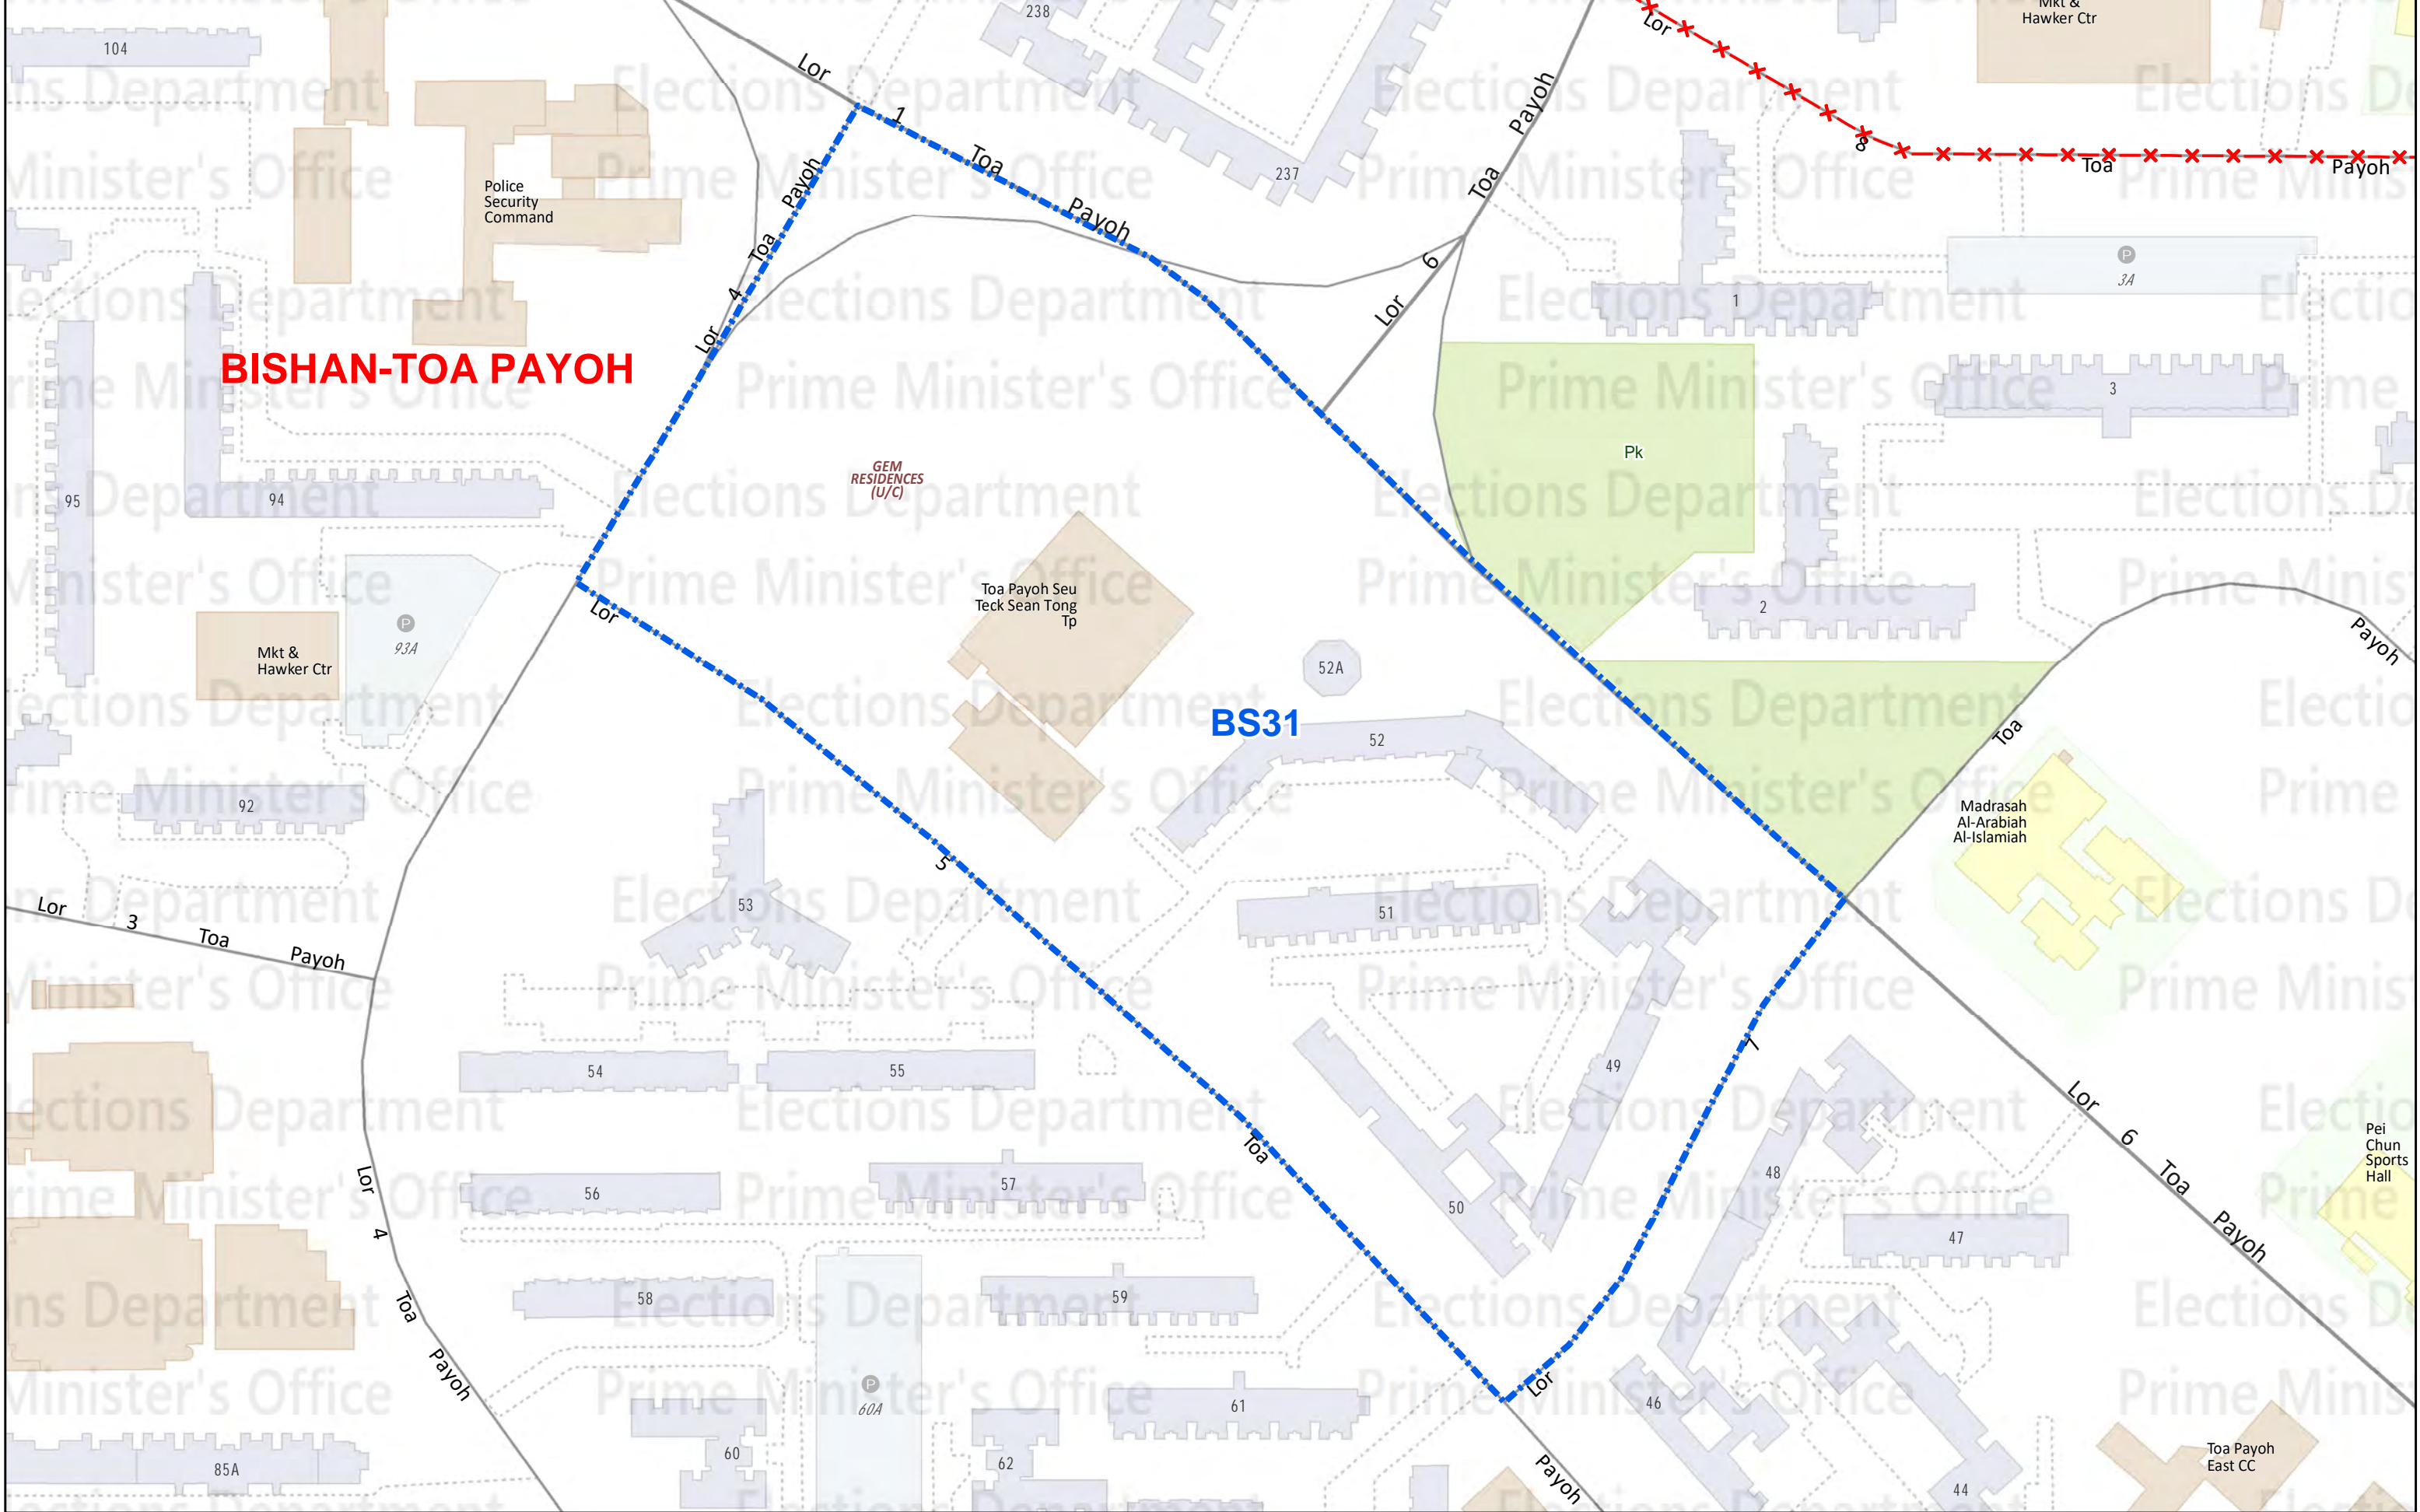 104
238
Lor
1
Toa
Payoh
237
Toa
Payoh
Lor
8
Toa
Payoh
Mkt &
Hawker Ctr
Police
Security
Command
Lor
4
Toa
Payoh
Lor
6
1
P
3A
BISHAN-TOA PAYOH
3
Pk
95
94
GEM
RESIDENCES
(U/C)
Toa Payoh Seu
Teck Sean Tong
Tp
2
Payoh
Toa
Lor
P
93A
Mkt &
Hawker Ctr
52A
BS31
52
92
5
53
51
Madrasah
Al-Arabiah
Al-Islamiah
Lor
3
Toa
Payoh
54
55
49
7
Lor
6
Toa
Payoh
Pei
Chun
Sports
Hall
Toa
56
57
50
48
47
Lor
4
Toa
Payoh
58
59
P
60A
61
Lor
46
85A
60
62
Payoh
44
Toa Payoh
East CC
Elections Department
Prime Minister's Office